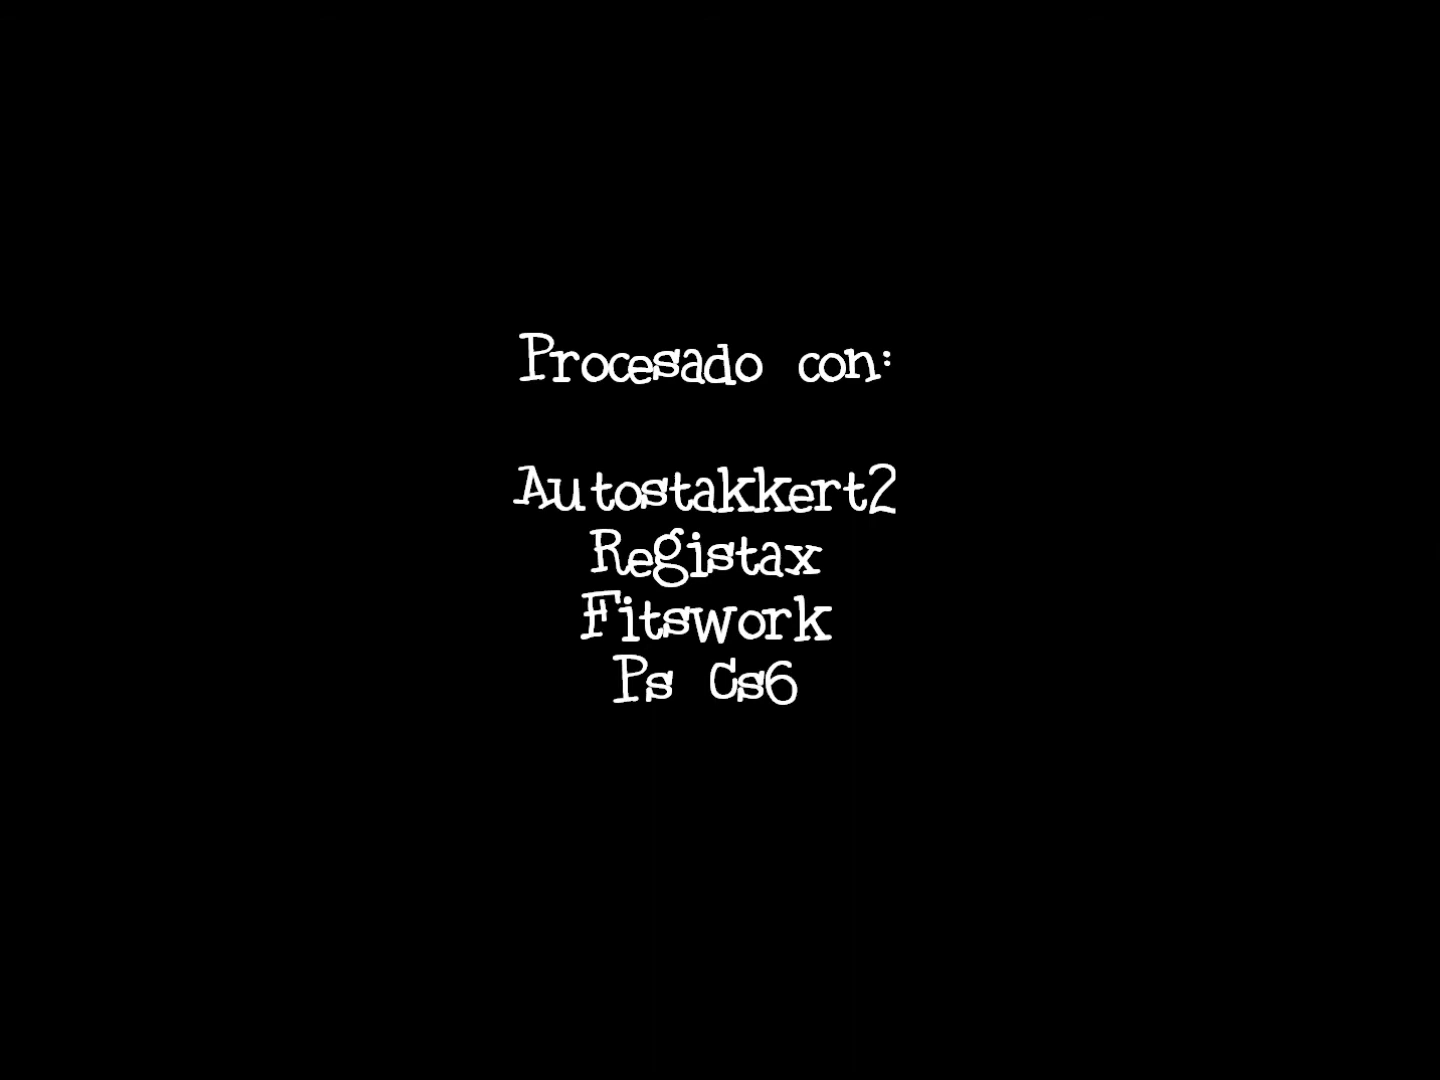 Procesado con:
Autostakkert2
Registax
Fitswork
Ps Cs6